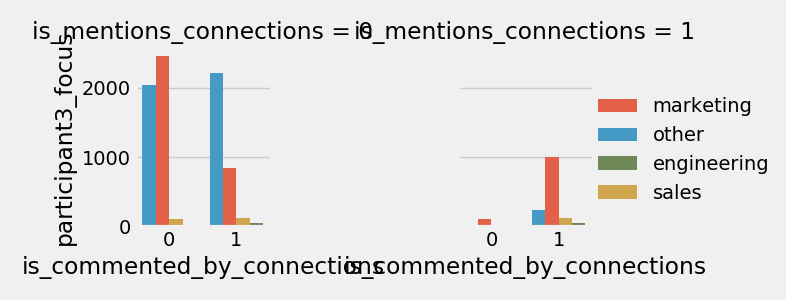 is_mentions_connections = 0
is_mentions_connections = 1
participant3_focus
2000
1000
0
0
1
0
1
is_commented_by_connections
is_commented_by_connections
marketing
other
engineering
sales